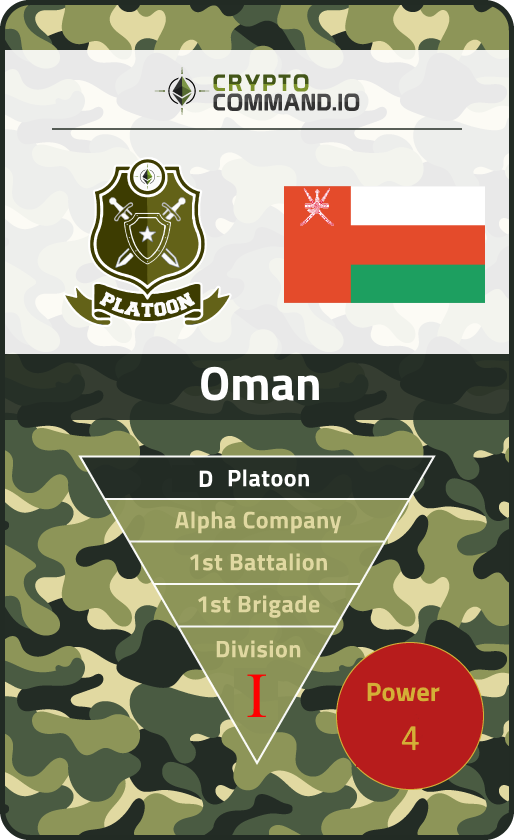 CRYPTO
COMMAND.IO
PLATOON
Oman
D Platoon
Alpha Company
1st Battalion
1st Brigade
Division
I
Power
4